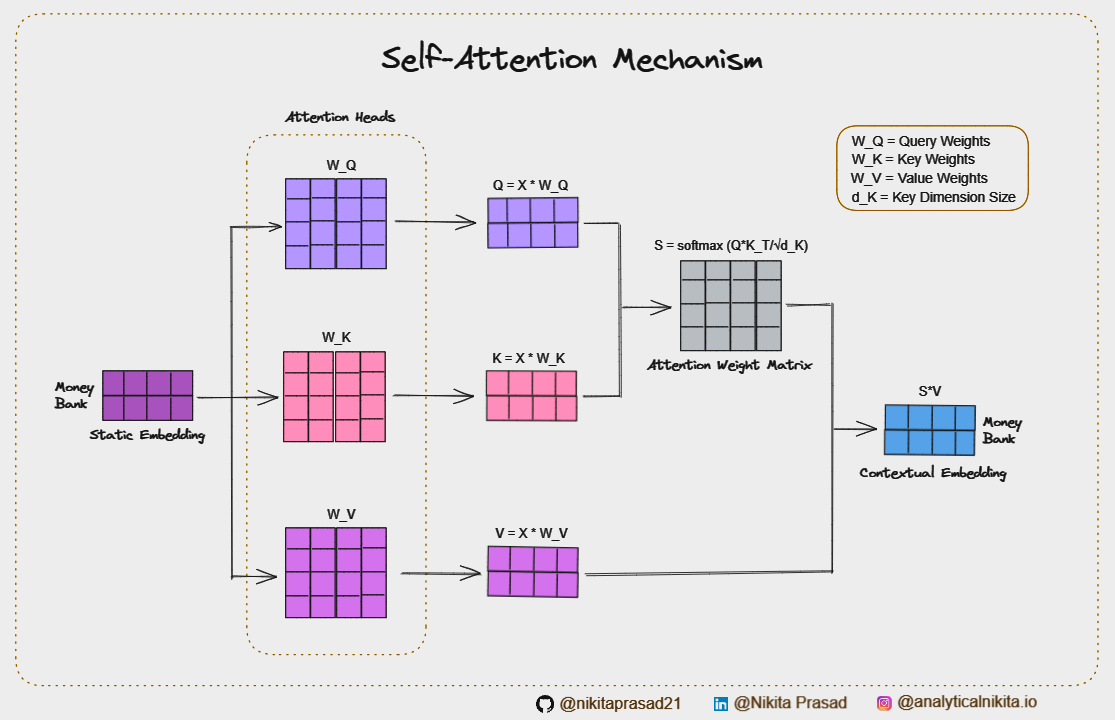 Self-Attention Mechanism
Attention Heads
W_Q = Query Weights
W_K = Key Weights
W_V = Value Weights
d_K = Key Dimension Size
W_Q
Q = X * W_Q
S = softmax (Q*K_T/√d_K)
Attention Weight Matrix
W_K
K = X * W_K
Money
Bank
Static Embedding
S*V
Money
Bank
Contextual Embedding
W_V
V = X * W_V
@nikitaprasad21
@Nikita Prasad
@analyticalnikita.io